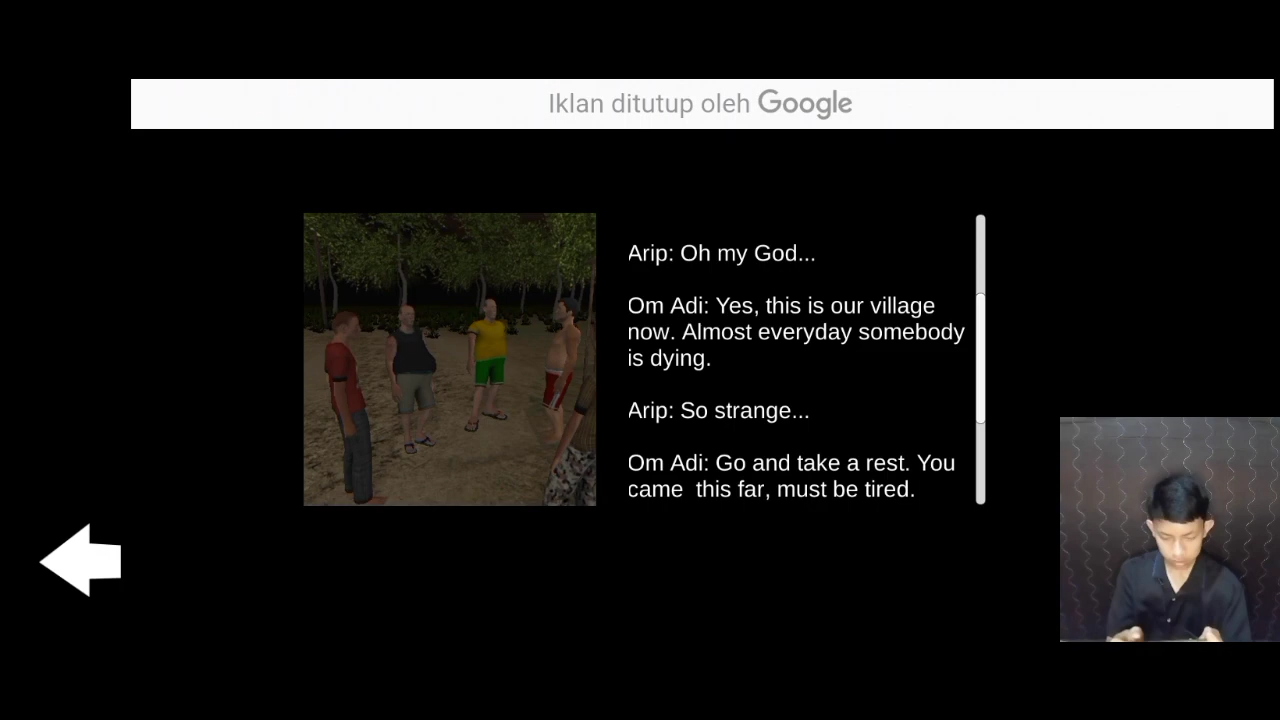 Iklan ditutup oleh Google
Arip: Oh my God...
Om Adi: Yes, this is our village
now. Almost everyday somebody
is dying.
Arip: So strange...
Om Adi: Go and take a rest. You
came  this far, must be tired.